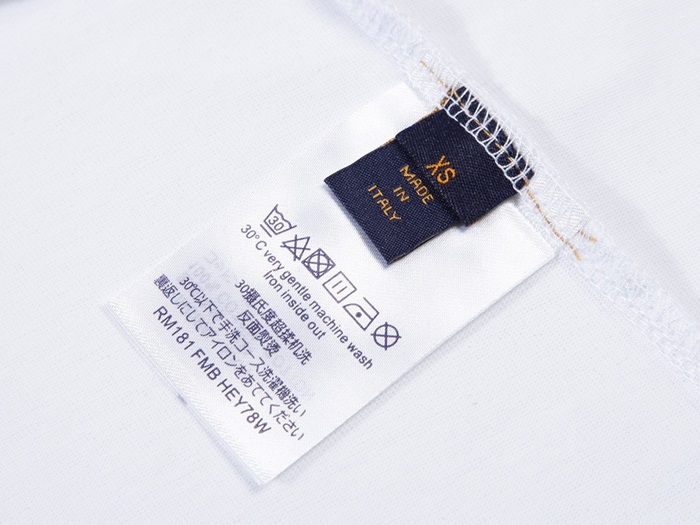 XS
MADE
IN
ITALY
30
30°C very gentle machine wash
Iron inside out
30摄氏度超揉机洗
反面熨烫
30℃以下で手洗コース洗濯機洗い
裏返しにしてアイロンをあててください
RM181 FMB HEY78W